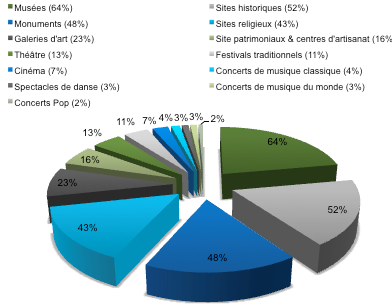 Musées (64%)
Sites historiques (52%)
Monuments (48%)
Sites religieux (43%)
Galeries d'art (23%)
Site patrimoniaux & centres d'artisanat (16%)
Théâtre (13%)
Festivals traditionnels (11%)
Cinéma (7%)
Concerts de musique classique (4%)
Spectacles de danse (3%)
Concerts de musique du monde (3%)
Concerts Pop (2%)
11% 7% 4% 3% 3% 2%
13%
64%
16%
23%
52%
43%
48%